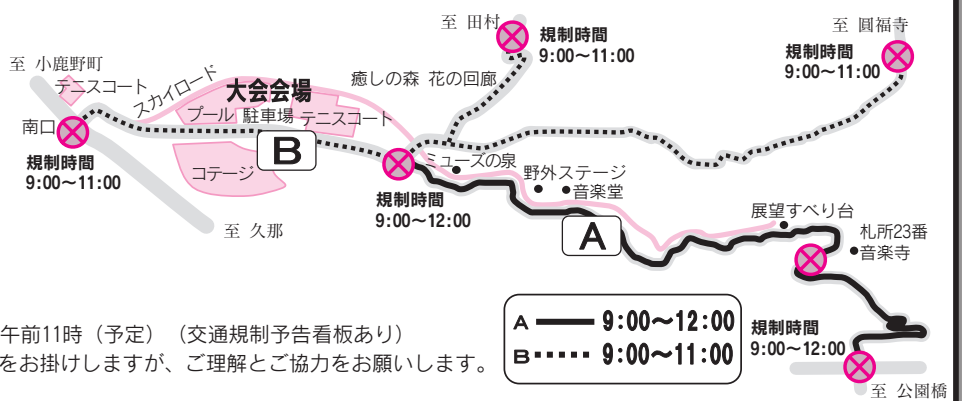 至 田村
規制時間
9:00～11:00
至 圓福寺
規制時間
9:00～11:00
至 小鹿野町
テニスコート
スカイロード
大会会場
癒しの森 花の回廊
プール
駐車場
テニスコート
南口
規制時間
9:00～11:00
B
コテージ
至 久那
ミューズの泉
規制時間
9:00～12:00
野外ステージ
音楽堂
A
展望すべり台
札所23番
音楽寺
A 9:00～12:00
B 9:00～11:00
規制時間
9:00～12:00
至 公園橋
午前11時（予定）（交通規制予告看板あり）
をお掛けしますが、ご理解とご協力をお願いします。